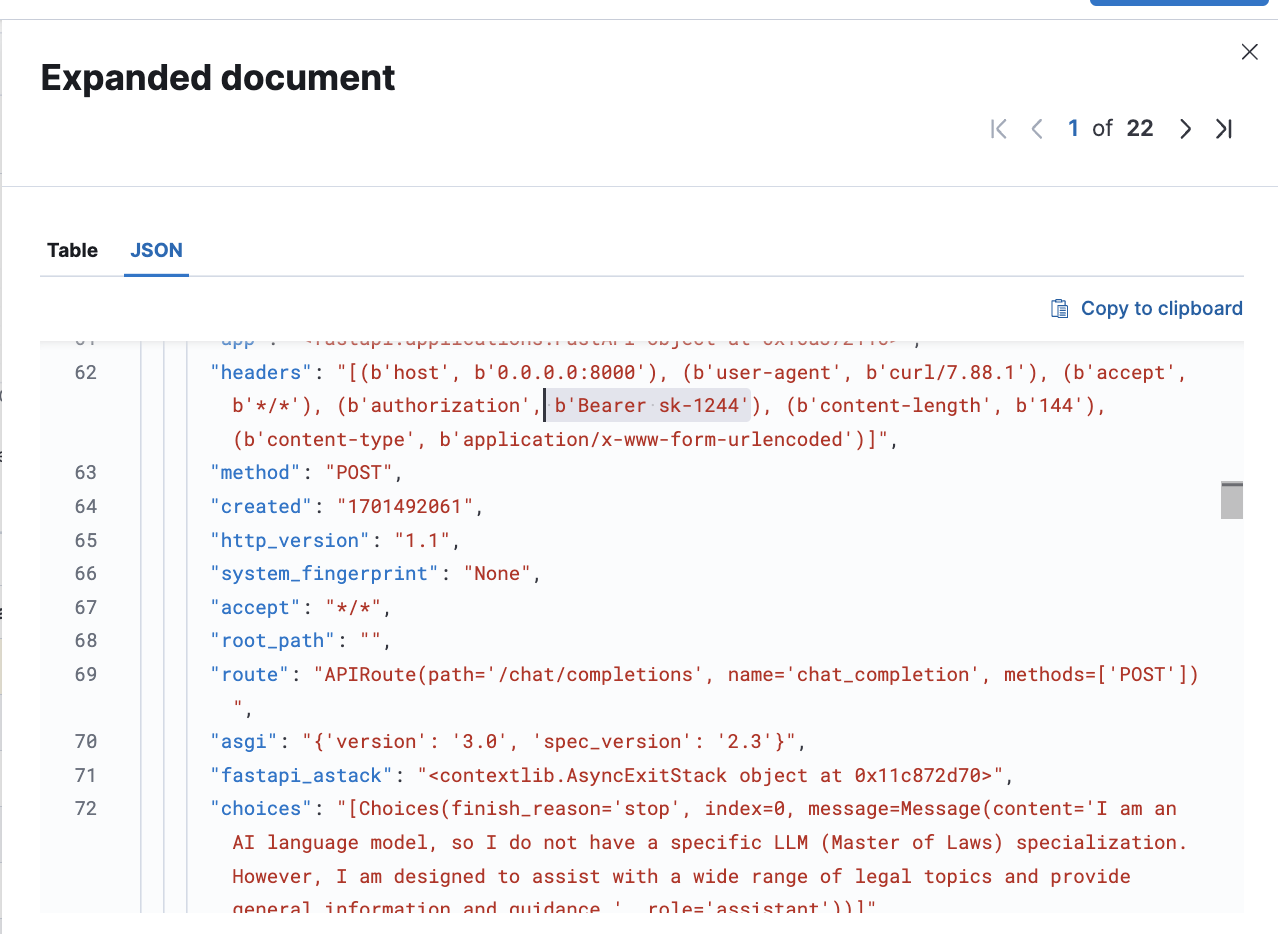 Expanded document
1 of 22
Table JSON
Copy to clipboard
62 "headers": "[(b'host', b'0.0.0.0:8000'), (b'user-agent', b'curl/7.88.1'), (b'accept',
b'*/*'), (b'authorization', b'Bearer sk-1244'), (b'content-length', b'144'),
(b'content-type', b'application/x-www-form-urlencoded')]",
63 "method": "POST",
64 "created": "1701492061",
65 "http_version": "1.1",
66 "system_fingerprint": "None",
67 "accept": "*/*",
68 "root_path": "",
69 "route": "APIRoute(path='/chat/completions', name='chat_completion', methods=['POST'])
",
70 "asgi": "{'version': '3.0', 'spec_version': '2.3'}",
71 "fastapi_astack": "<contextlib.AsyncExitStack object at 0x11c872d70>",
72 "choices": "[Choices(finish_reason='stop', index=0, message=Message(content='I am an
AI language model, so I do not have a specific LLM (Master of Laws) specialization.
However, I am designed to assist with a wide range of legal topics and provide
general information and guidance.', role='assistant'))]"